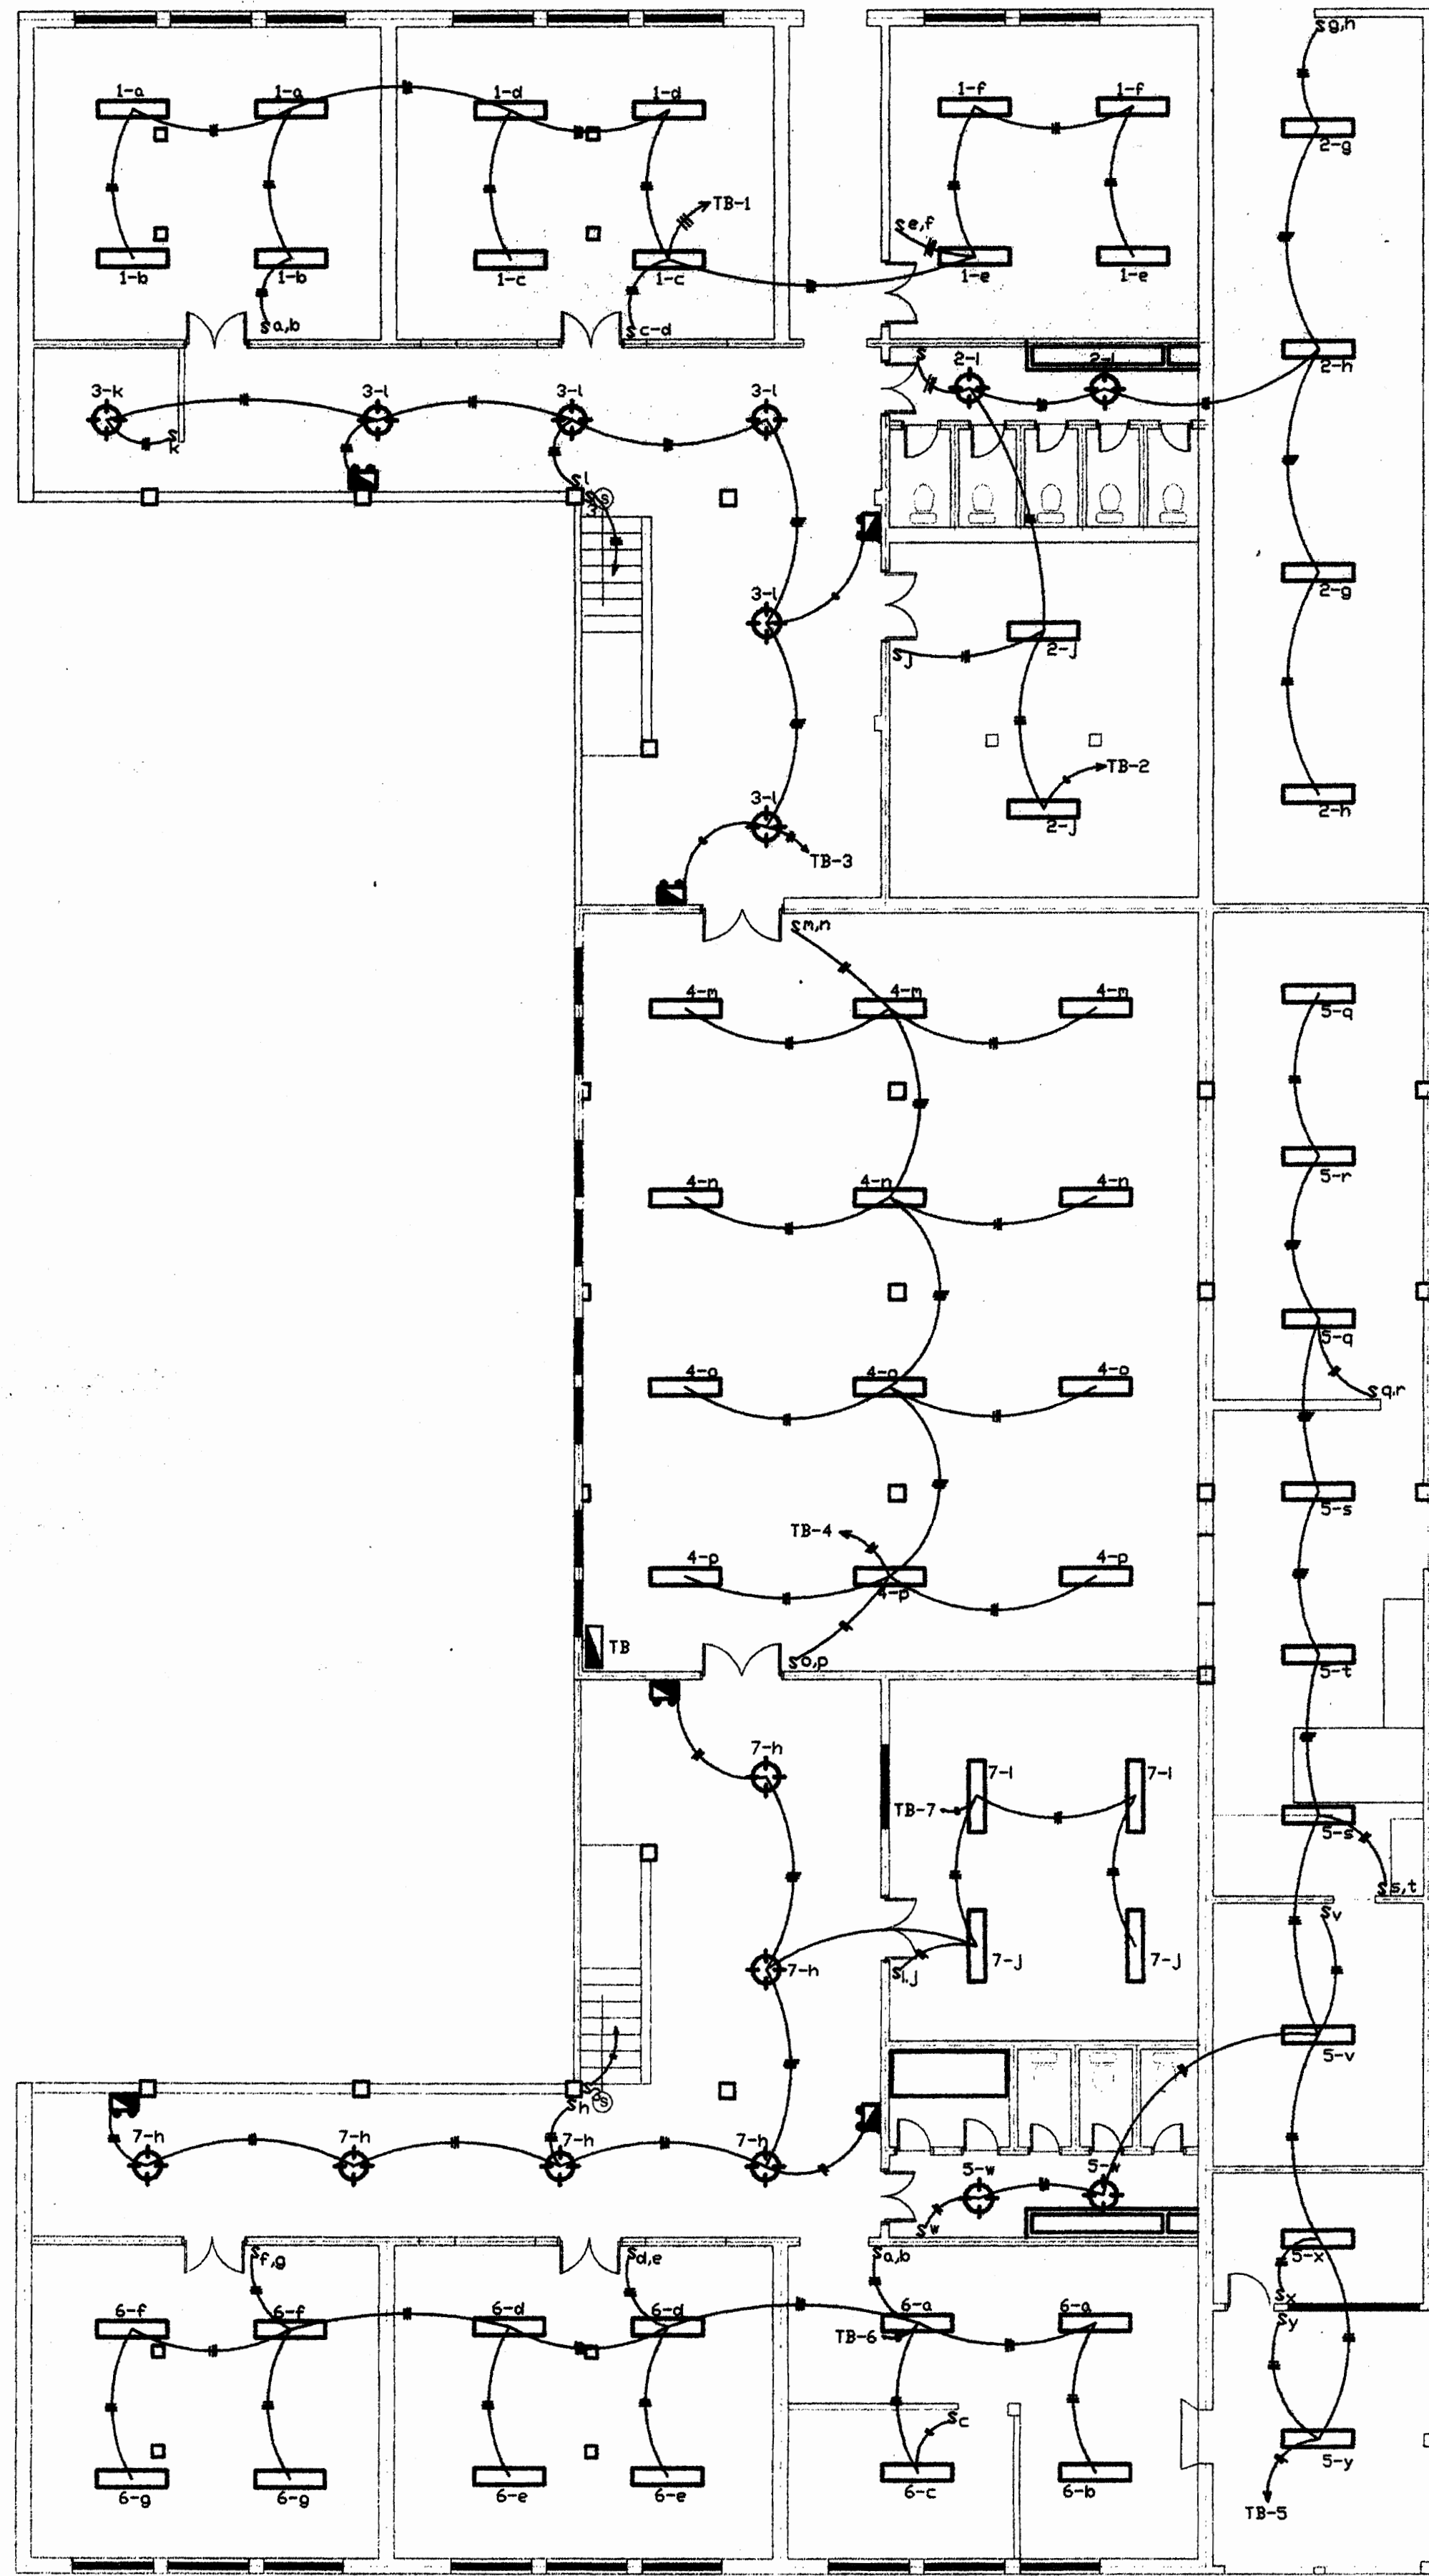 Sg,h
1-a
1-a
1-d
1-d
1-f
1-f
2-g
TB-1
Se,f
1-b
1-b
1-c
1-c
1-e
1-e
Sa,b
Sc-d
S
2-i
2-i
2-h
3-k
3-l
3-l
3-l
Sk
Sl
S3
S
2-g
3-l
Sj
2-j
TB-2
3-l
2-j
2-h
TB-3
Sm,n
4-m
4-m
4-m
5-q
4-n
4-n
4-n
5-r
5-q
4-o
4-o
4-o
Sq,r
5-s
TB-4
4-p
4-p
4-p
TB
So,p
5-t
7-h
7-i
7-i
TB-7
5-s
Ss,t
Sv
7-h
Si,j
7-j
7-j
5-v
Sh
S
7-h
7-h
7-h
7-h
5-w
5-w
Sw
Sf,g
Sd,e
Sa,b
5-x
Sx
Sy
6-f
6-f
6-d
6-d
6-a
6-a
TB-6
Sc
6-g
6-g
6-e
6-e
6-c
6-b
5-y
TB-5